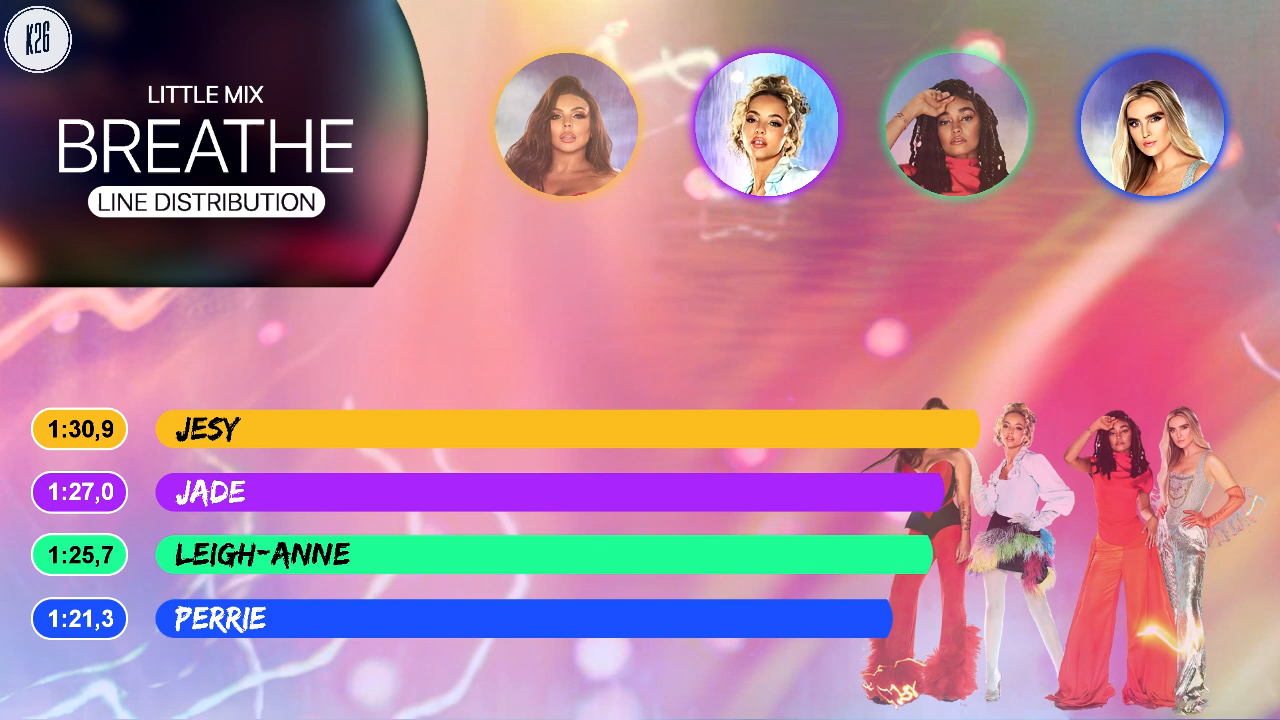 K26
LITTLE MIX
BREATHE
LINE DISTRIBUTION
1:30,9 JESY
1:27,0 JADE
1:25,7 LEIGH-ANNE
1:21,3 PERRIE